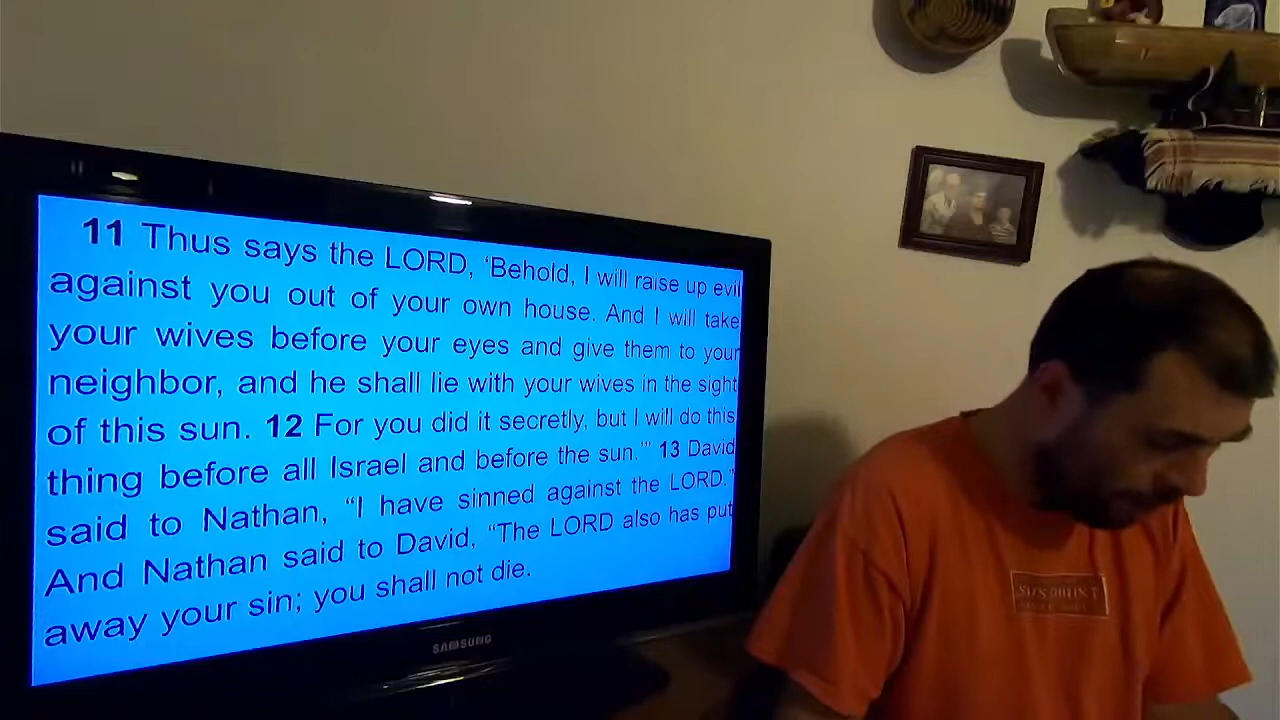 11 Thus says the LORD, ‘Behold, I will raise up evil
against you out of your own house. And I will take
your wives before your eyes and give them to your
neighbor, and he shall lie with your wives in the sight
of this sun. 12 For you did it secretly, but I will do this
thing before all Israel and before the sun.’” 13 David
said to Nathan, “I have sinned against the LORD.”
And Nathan said to David, “The LORD also has put
away your sin; you shall not die.
SAMSUNG